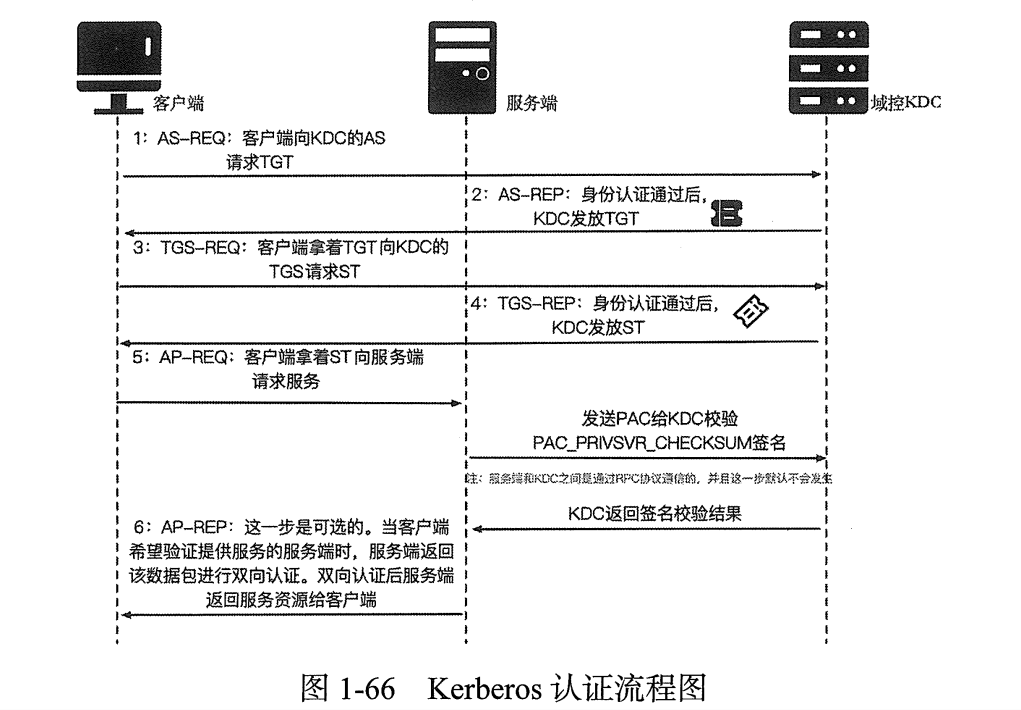 客户端
服务端
域控KDC
1：AS-REQ：客户端向KDC的AS
请求TGT
2：AS-REP：身份认证通过后，
KDC发放TGT
3：TGS-REQ：客户端拿着TGT向KDC的
TGS请求ST
4：TGS-REP：身份认证通过后，
KDC发放ST
5：AP-REQ：客户端拿着ST向服务端
请求服务
发送PAC给KDC校验
PAC_PRIVSVR_CHECKSUM签名
注：服务端和KDC之间是通过RPC协议通信的，并且这一步默认不会发生
KDC返回签名校验结果
6：AP-REP：这一步是可选的。当客户端
希望验证提供服务的服务端时，服务端返回
该数据包进行双向认证。双向认证后服务端
返回服务资源给客户端
图 1-66 Kerberos 认证流程图